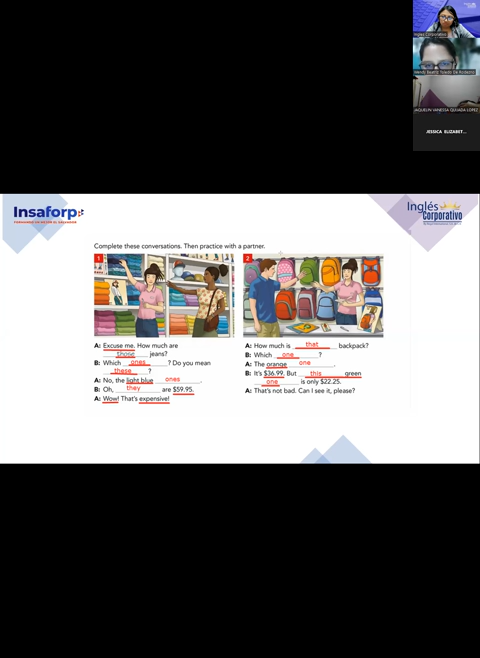 Inglés Corporativo
JESSICA ELIZABET...
Insaforp
Inglés
Corporativo
Complete these conversations. Then practice with a partner.
1
A: Excuse me. How much are
those jeans?
B: Which ones ? Do you mean
these ?
A: No, the light blue ones .
B: Oh, they are $59.95.
A: Wow! That's expensive!
2
A: How much is that backpack?
B: Which one ?
A: The orange one .
B: It's $36.99. But this green
one is only $22.25.
A: That's not bad. Can I see it, please?